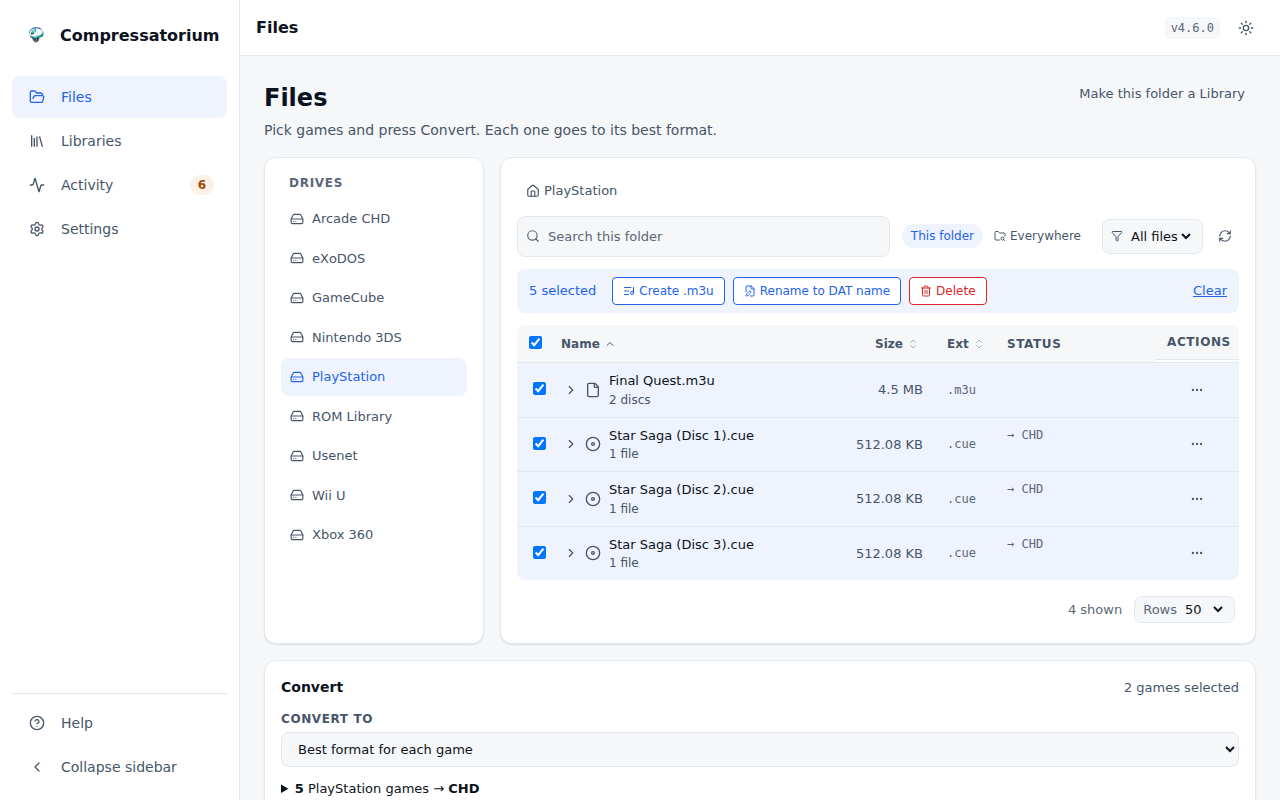 Compressatorium
Files
Libraries
Activity
6
Settings
Help
Collapse sidebar
Files
v4.6.0
Files
Make this folder a Library
Pick games and press Convert. Each one goes to its best format.
DRIVES
Arcade CHD
eXoDOS
GameCube
Nintendo 3DS
PlayStation
ROM Library
Usenet
Wii U
Xbox 360
PlayStation
Search this folder
This folder
Everywhere
All files
5 selected
Create .m3u
Rename to DAT name
Delete
Clear
Name
Size
Ext
STATUS
ACTIONS
Final Quest.m3u
2 discs
4.5 MB
.m3u
Star Saga (Disc 1).cue
1 file
512.08 KB
.cue
→ CHD
Star Saga (Disc 2).cue
1 file
512.08 KB
.cue
→ CHD
Star Saga (Disc 3).cue
1 file
512.08 KB
.cue
→ CHD
4 shown
Rows 50
Convert
2 games selected
CONVERT TO
Best format for each game
5 PlayStation games → CHD